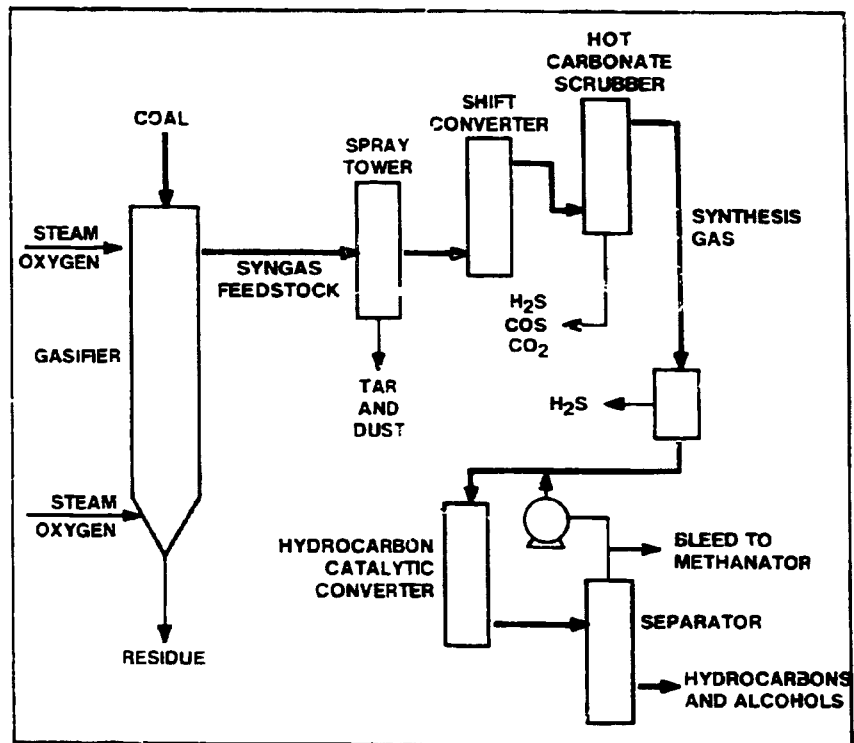 COAL
STEAM
OXYGEN
GASIFIER
STEAM
OXYGEN
RESIDUE
SYNGAS
FEEDSTOCK
SPRAY
TOWER
TAR
AND
DUST
SHIFT
CONVERTER
HOT
CARBONATE
SCRUBBER
H₂S
COS
CO₂
SYNTHESIS
GAS
H₂S
HYDROCARBON
CATALYTIC
CONVERTER
BLEED TO
METHANATOR
SEPARATOR
HYDROCARBONS
AND ALCOHOLS